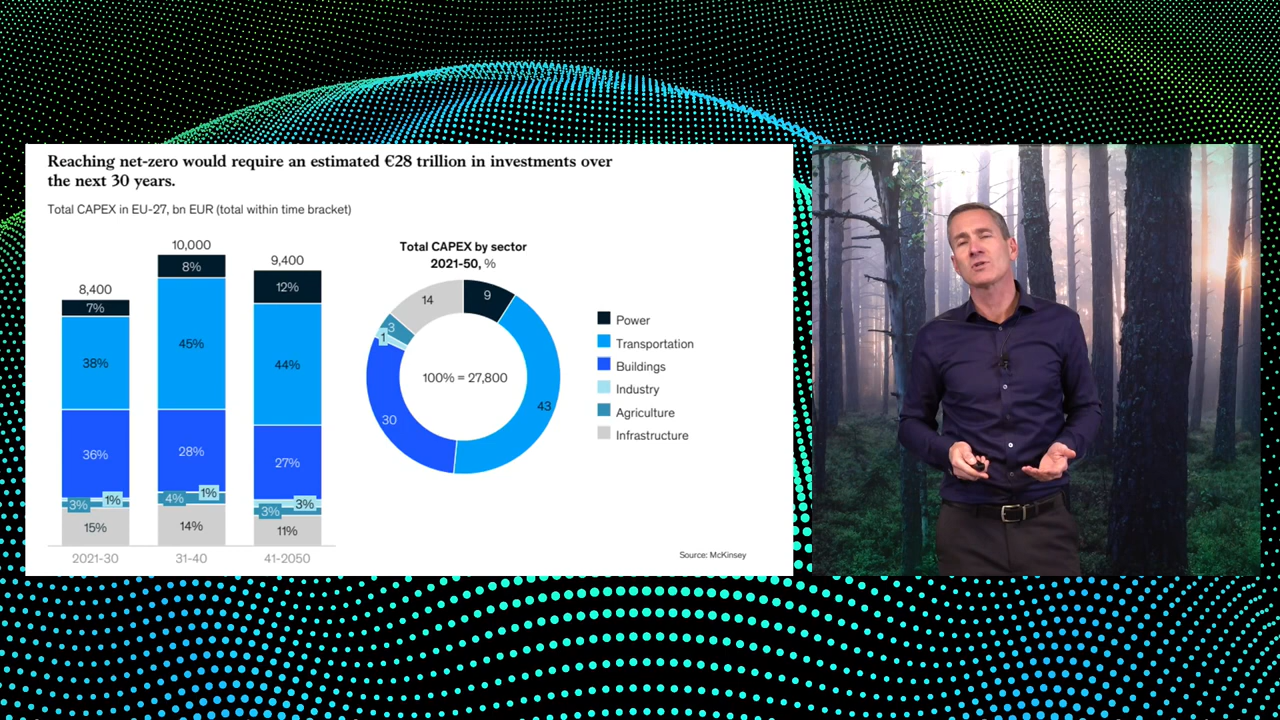 Reaching net-zero would require an estimated €28 trillion in investments over
the next 30 years.
Total CAPEX in EU-27, bn EUR (total within time bracket)
8,400
7%
38%
36%
1%
3%
15%
2021-30
10,000
8%
45%
28%
1%
4%
14%
31-40
9,400
12%
44%
27%
3%
3%
11%
41-2050
Total CAPEX by sector
2021-50, %
9
43
30
1
3
14
100% = 27,800
Power
Transportation
Buildings
Industry
Agriculture
Infrastructure
Source: McKinsey